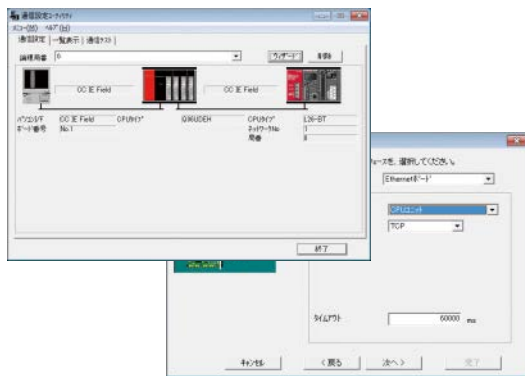 通信設定ユーティリティ
メニュー(M) ヘルプ(H)
通信設定 一覧表示 通信テスト
論理局番 0 ウィザード 削除
CC IE Field CC IE Field
パソコンI/F CC IE Field CPUタイプ Q06UDEH CPUタイプ L26-BT
ボード番号 No.1 ネットワークNo 1
局番
終了
ースを、選択してください。
Ethernetボード
CPUユニット
TCP
タイムアウト 60000 ms
キャンセル < 戻る 次へ > 完了